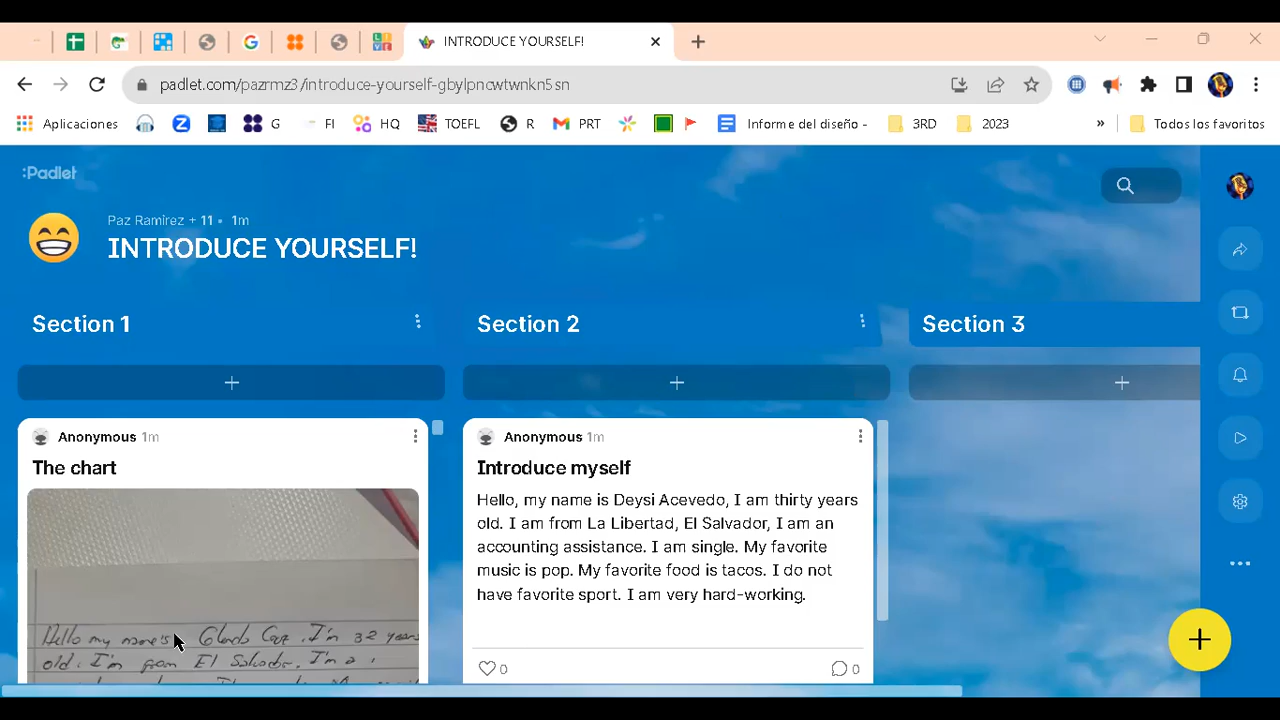 INTRODUCE YOURSELF!
padlet.com/pazrmz3/introduce-yourself-gbylpncwtwnkn5sn
Aplicaciones G FI HQ TOEFL R PRT Informe del diseño - 3RD 2023 » Todos los favoritos
:Padlet
Paz Ramirez + 11 • 1m
INTRODUCE YOURSELF!
Section 1 Section 2 Section 3
Anonymous 1m
The chart
Hello my name's Glenda . I'm 32 years
old. I'm from El Salvador. I'm a
Anonymous 1m
Introduce myself
Hello, my name is Deysi Acevedo, I am thirty years
old. I am from La Libertad, El Salvador, I am an
accounting assistance. I am single. My favorite
music is pop. My favorite food is tacos. I do not
have favorite sport. I am very hard-working.
0 0